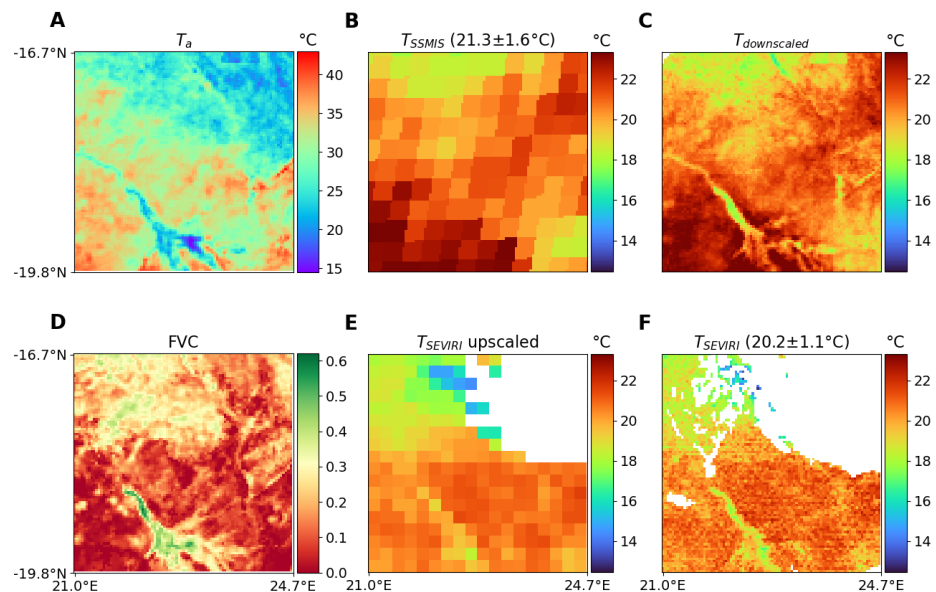 A
B
C
T_a
°C
T_SSMIS (21.3±1.6°C)
°C
T_downscaled
°C
-16.7°N
-19.8°N
40
35
30
25
20
15
22
20
18
16
14
22
20
18
16
14
D
E
F
FVC
T_SEVIRI upscaled
°C
T_SEVIRI (20.2±1.1°C)
°C
-16.7°N
-19.8°N
0.6
0.5
0.4
0.3
0.2
0.1
0.0
22
20
18
16
14
22
20
18
16
14
21.0°E
24.7°E
21.0°E
24.7°E
21.0°E
24.7°E